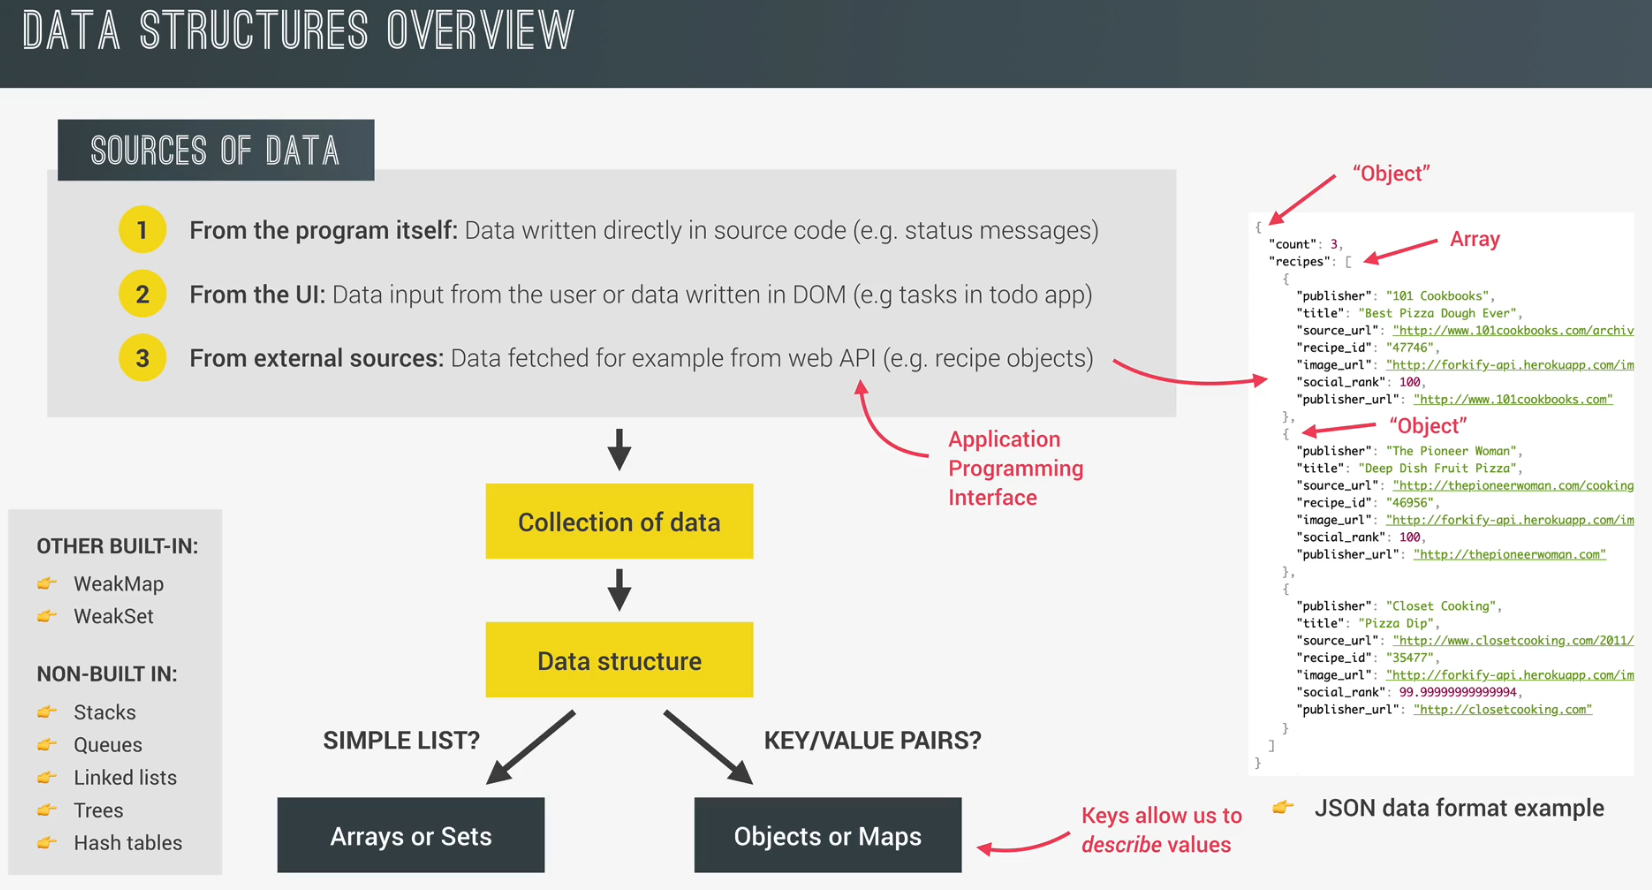 DATA STRUCTURES OVERVIEW
SOURCES OF DATA
1 From the program itself: Data written directly in source code (e.g. status messages)
2 From the UI: Data input from the user or data written in DOM (e.g tasks in todo app)
3 From external sources: Data fetched for example from web API (e.g. recipe objects)
Application
Programming
Interface
Collection of data
Data structure
SIMPLE LIST?
KEY/VALUE PAIRS?
Arrays or Sets
Objects or Maps
Keys allow us to
describe values
OTHER BUILT-IN:
WeakMap
WeakSet
NON-BUILT IN:
Stacks
Queues
Linked lists
Trees
Hash tables
"Object"
Array
"Object"
{
"count": 3,
"recipes": [
{
"publisher": "101 Cookbooks",
"title": "Best Pizza Dough Ever",
"source_url": "http://www.101cookbooks.com/archiv
"recipe_id": "47746",
"image_url": "http://forkify-api.herokuapp.com/im
"social_rank": 100,
"publisher_url": "http://www.101cookbooks.com"
},
{
"publisher": "The Pioneer Woman",
"title": "Deep Dish Fruit Pizza",
"source_url": "http://thepioneerwoman.com/cooking
"recipe_id": "46956",
"image_url": "http://forkify-api.herokuapp.com/im
"social_rank": 100,
"publisher_url": "http://thepioneerwoman.com"
},
{
"publisher": "Closet Cooking",
"title": "Pizza Dip",
"source_url": "http://www.closetcooking.com/2011/
"recipe_id": "35477",
"image_url": "http://forkify-api.herokuapp.com/im
"social_rank": 99.99999999999994,
"publisher_url": "http://closetcooking.com"
}
]
}
JSON data format example